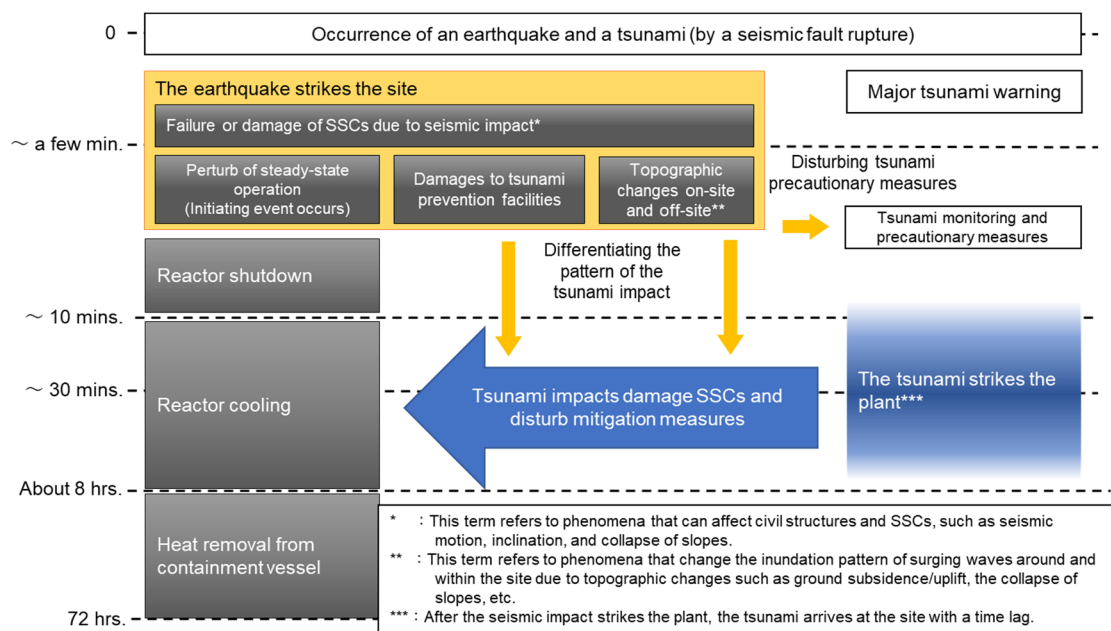 0
Occurrence of an earthquake and a tsunami (by a seismic fault rupture)
The earthquake strikes the site
Major tsunami warning
Failure or damage of SSCs due to seismic impact*
～ a few min.
Perturb of steady-state
operation
(Initiating event occurs)
Damages to tsunami
prevention facilities
Topographic
changes on-site
and off-site**
Disturbing tsunami
precautionary measures
Tsunami monitoring and
precautionary measures
Differentiating the
pattern of the
tsunami impact
Reactor shutdown
～ 10 mins.
～ 30 mins.
Reactor cooling
Tsunami impacts damage SSCs and
disturb mitigation measures
The tsunami strikes the
plant***
About 8 hrs.
Heat removal from
containment vessel
72 hrs.
* : This term refers to phenomena that can affect civil structures and SSCs, such as seismic
motion, inclination, and collapse of slopes.
** : This term refers to phenomena that change the inundation pattern of surging waves around and
within the site due to topographic changes such as ground subsidence/uplift, the collapse of
slopes, etc.
*** : After the seismic impact strikes the plant, the tsunami arrives at the site with a time lag.